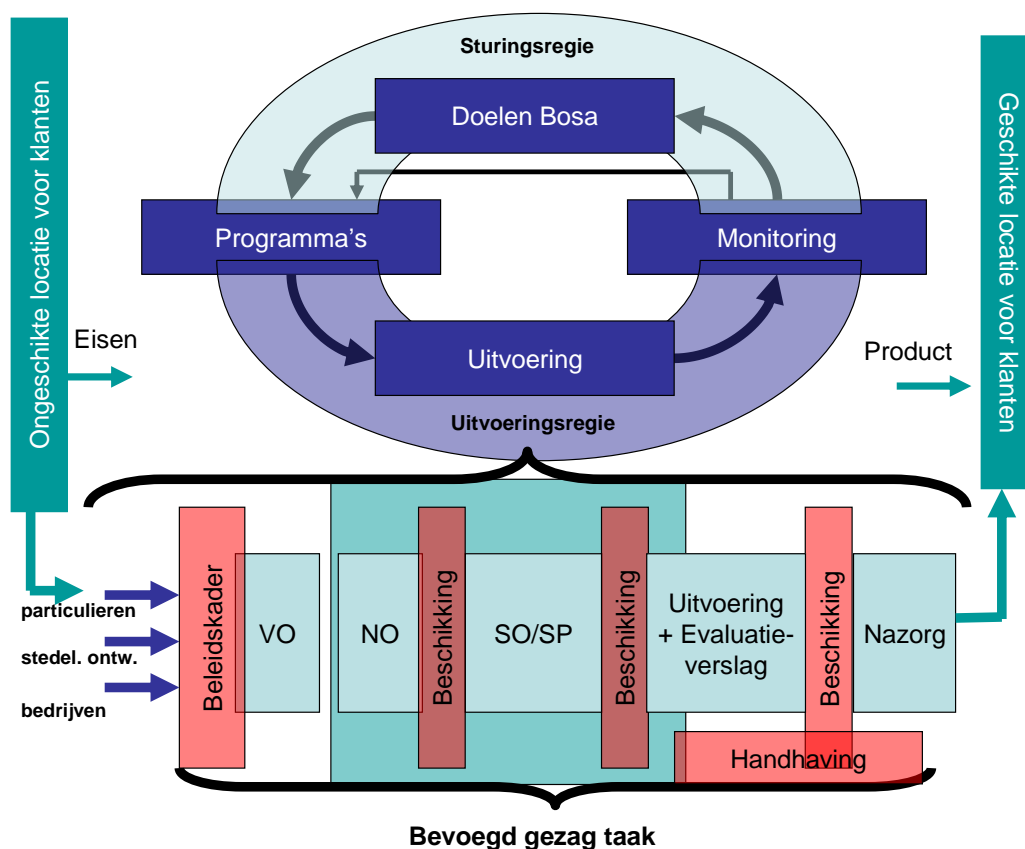 Sturingsregie
Doelen Bosa
Ongeschikte locatie voor klanten
Geschikte locatie voor klanten
Programma's
Monitoring
Eisen
Uitvoering
Product
Uitvoeringsregie
particulieren
stedel. ontw.
bedrijven
Beleidskader
VO
NO
Beschikking
SO/SP
Beschikking
Uitvoering
+ Evaluatie-
verslag
Beschikking
Nazorg
Handhaving
Bevoegd gezag taak